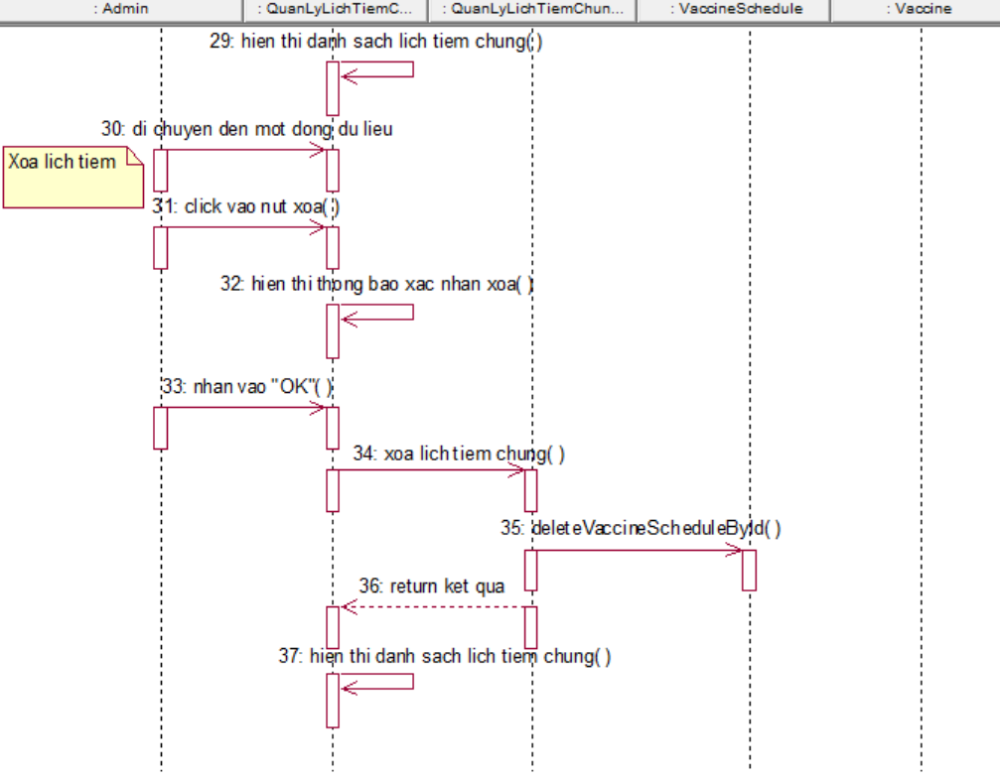 : Admin
: QuanLyLichTiemC...
: QuanLyLichTiemChun...
: VaccineSchedule
: Vaccine
29: hien thi danh sach lich tiem chung( )
30: di chuyen den mot dong du lieu
Xoa lich tiem
31: click vao nut xoa( )
32: hien thi thong bao xac nhan xoa( )
33: nhan vao "OK"( )
34: xoa lich tiem chung( )
35: deleteVaccineScheduleById( )
36: return ket qua
37: hien thi danh sach lich tiem chung( )